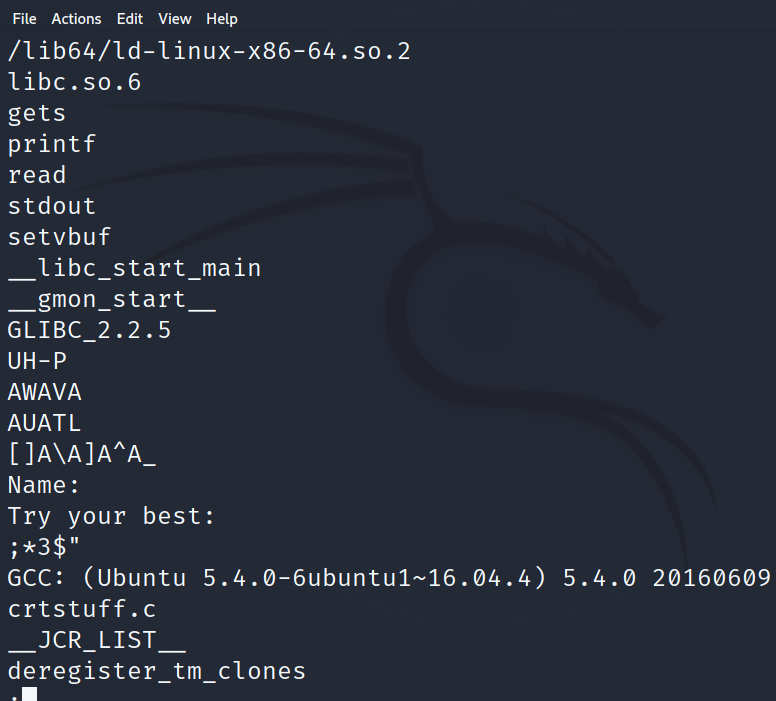 File Actions Edit View Help
/lib64/ld-linux-x86-64.so.2
libc.so.6
gets
printf
read
stdout
setvbuf
__libc_start_main
__gmon_start__
GLIBC_2.2.5
UH-P
AWAVA
AUATL
[]A\A]A^A_
Name:
Try your best:
;*3$"
GCC: (Ubuntu 5.4.0-6ubuntu1~16.04.4) 5.4.0 20160609
crtstuff.c
__JCR_LIST__
deregister_tm_clones
: